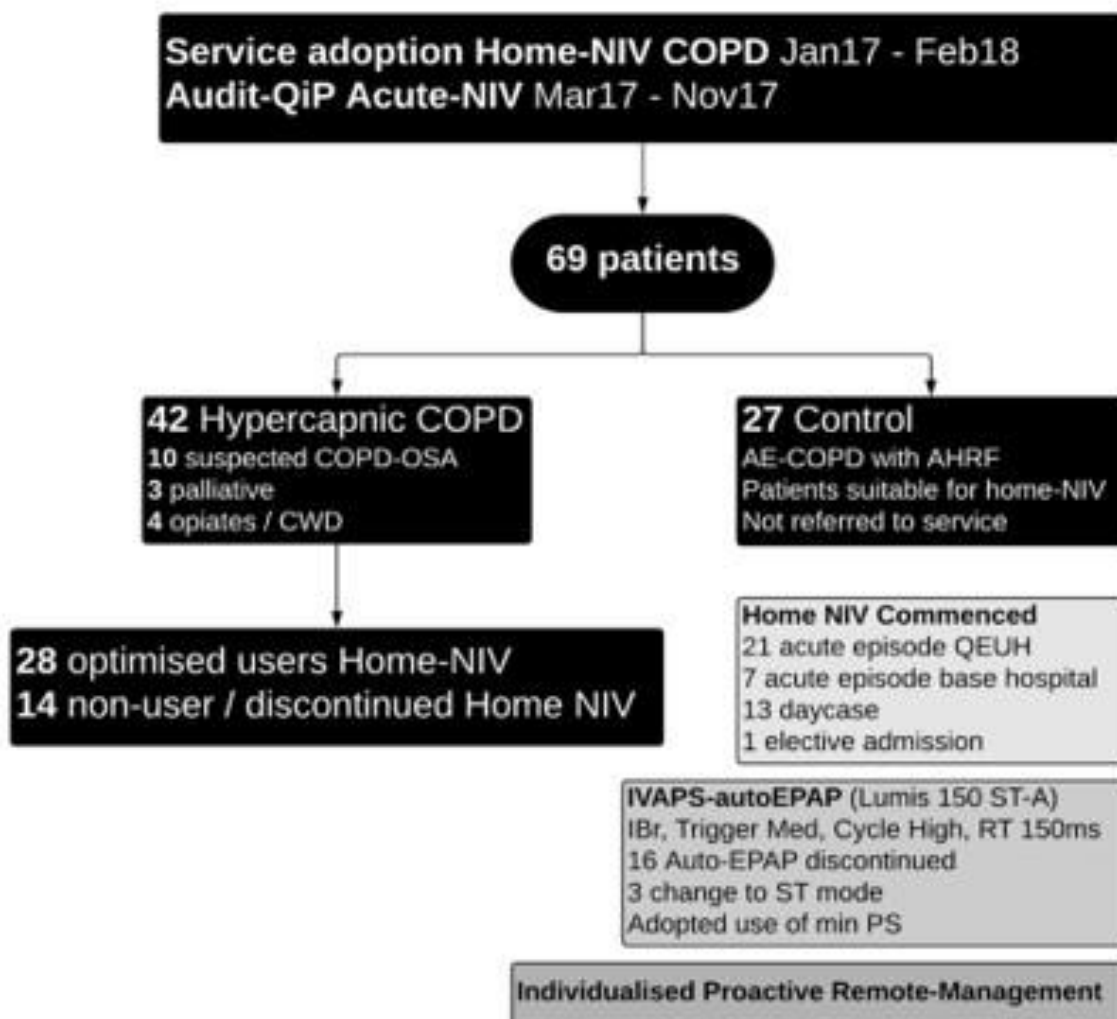 Service adoption Home-NIV COPD Jan17 - Feb18
Audit-QiP Acute-NIV Mar17 - Nov17
69 patients
42 Hypercapnic COPD
10 suspected COPD-OSA
3 palliative
4 opiates / CWD
27 Control
AE-COPD with AHRF
Patients suitable for home-NIV
Not referred to service
28 optimised users Home-NIV
14 non-user / discontinued Home NIV
Home NIV Commenced
21 acute episode QEUH
7 acute episode base hospital
13 daycase
1 elective admission
IVAPS-autoEPAP (Lumis 150 ST-A)
IBr, Trigger Med, Cycle High, RT 150ms
16 Auto-EPAP discontinued
3 change to ST mode
Adopted use of min PS
Individualised Proactive Remote-Management